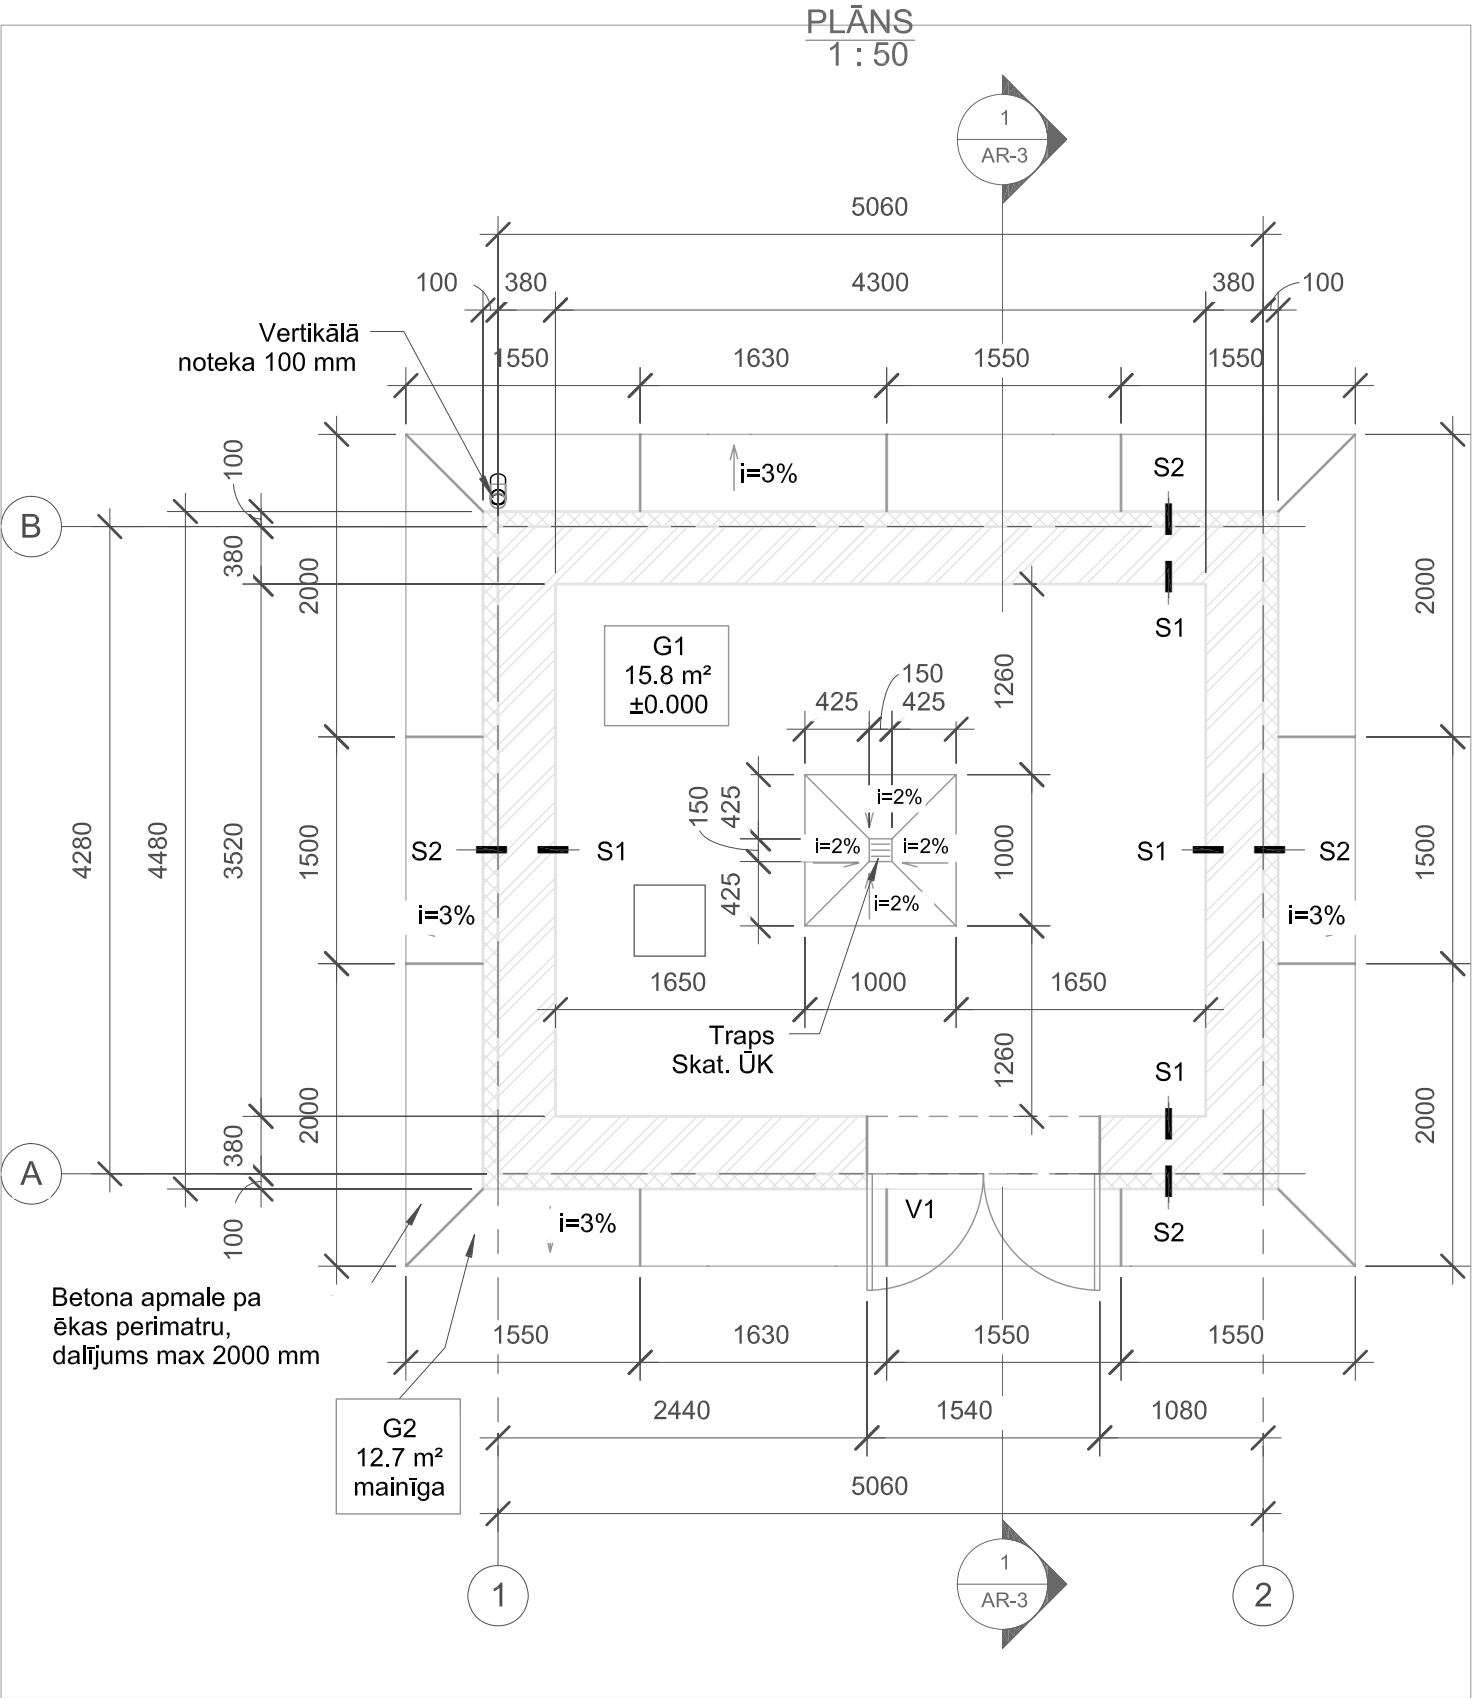 PLĀNS
1 : 50
1
AR-3
5060
100
380
4300
380
100
Vertikālā
noteka 100 mm
1550
1630
1550
1550
100
i=3%
S2
B
380
2000
2000
S1
G1
15.8 m²
±0.000
1260
150
425
425
4280
4480
3520
1500
150
425
425
i=2%
i=2%
i=2%
i=2%
1000
1500
S2
S1
S1
S2
i=3%
i=3%
1650
1000
1650
Traps
Skat. ŪK
1260
S1
2000
2000
380
A
100
i=3%
V1
S2
Betona apmale pa
ēkas perimatru,
dalījums max 2000 mm
1550
1630
1550
1550
G2
12.7 m²
mainīga
2440
1540
1080
5060
1
1
AR-3
2